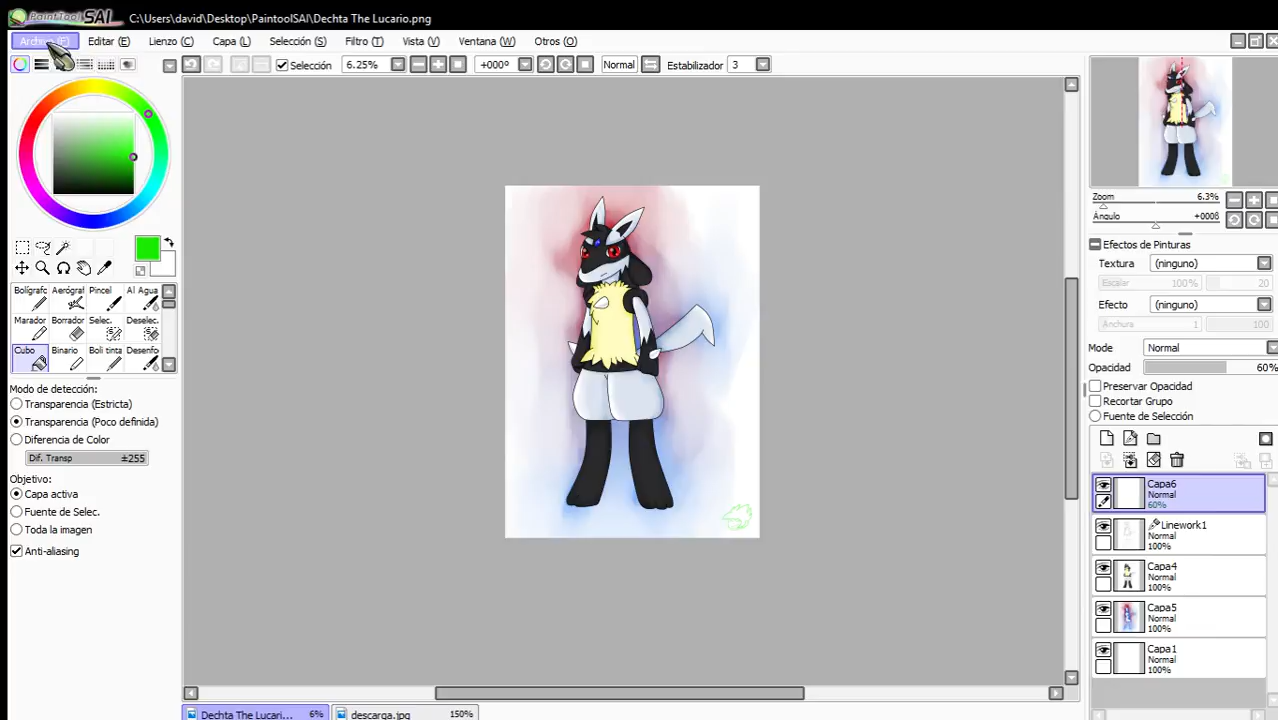 PaintTool SAI C:\Users\david\Desktop\PaintoolSAI\Dechta The Lucario.png
Archivo (F) Editar (E) Lienzo (C) Capa (L) Selección (S) Filtro (T) Vista (V) Ventana (W) Otros (O)
Selección 6.25% +000° Normal Estabilizador 3
Zoom 6.3%
Ángulo +000ß
Efectos de Pinturas
Textura (ninguno)
Escalar 100% 20
Efecto (ninguno)
Anchura 1 100
Mode Normal
Opacidad 60%
Preservar Opacidad
Recortar Grupo
Fuente de Selección
Bolígrafo Aerógraf Pincel Al Agua
Marador Borrador Selec. Deselec.
Cubo Binario Boli tinta Desenfo
Modo de detección:
Transparencia (Estricta)
Transparencia (Poco definida)
Diferencia de Color
Dif. Transp ±255
Objetivo:
Capa activa
Fuente de Selec.
Toda la imagen
Anti-aliasing
Capa6
Normal
60%
Linework1
Normal
100%
Capa4
Normal
100%
Capa5
Normal
100%
Capa1
Normal
100%
Dechta The Lucari... 6% descarga.jpg 150%